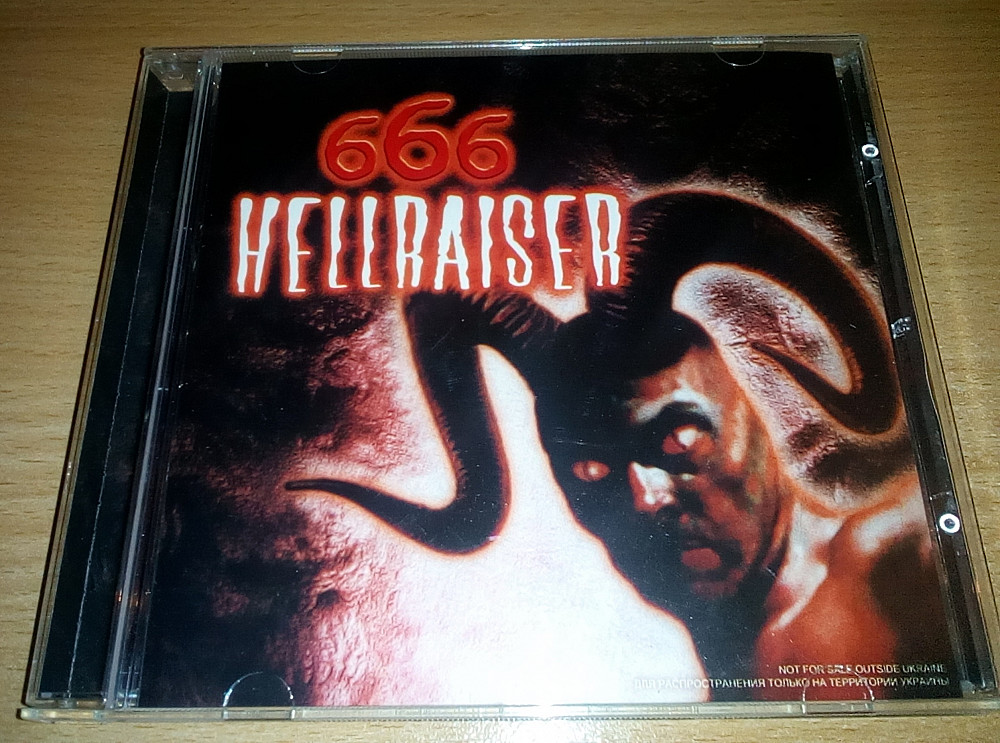 666
HELLRAISER
NOT FOR SALE OUTSIDE UKRAINE
ДЛЯ РАСПРОСТРАНЕНИЯ ТОЛЬКО НА ТЕРРИТОРИИ УКРАИНЫ